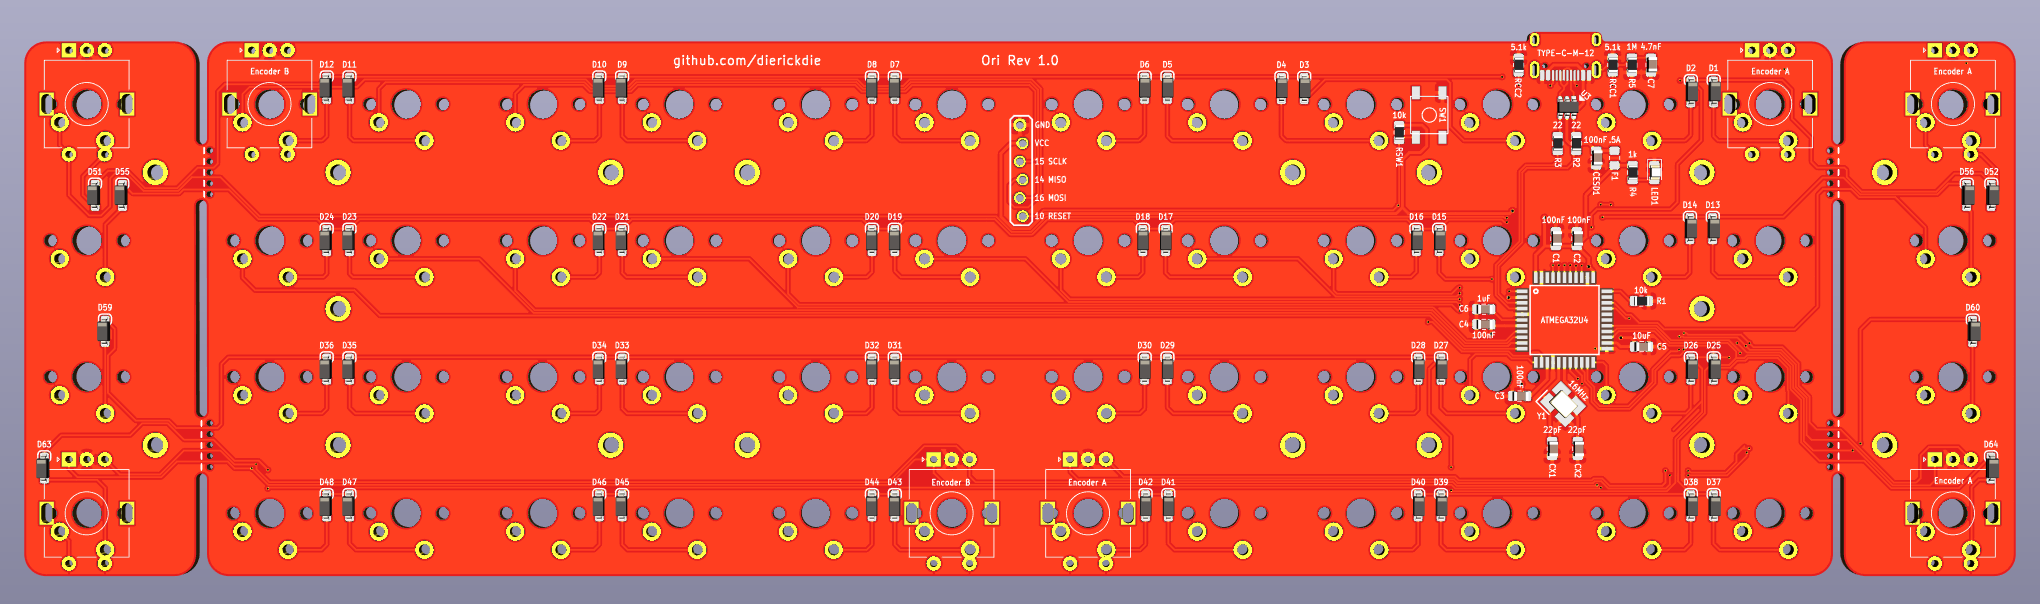 github.com/dierickdie
Ori Rev 1.0
5.1k
TYPE-C-M-12
5.1k
1M
4.7nF
D12
D11
Encoder B
D10
D9
D8
D7
D6
D5
D4
D3
RCC2
RCC1
R5
C7
D2
D1
Encoder A
Encoder A
U3
SW1
10k
RSW1
GND
VCC
15 SCLK
14 MISO
16 MOSI
10 RESET
22
22
R3
R2
100nF
.5A
CESD1
F1
1k
R4
LED1
D51
D55
D56
D52
D24
D23
D22
D21
D20
D19
D18
D17
D16
D15
100nF
100nF
C1
C2
D14
D13
1uF
C6
C4
100nF
ATMEGA32U4
10k
R1
10uF
C5
D59
D60
D36
D35
D34
D33
D32
D31
D30
D29
D28
D27
D26
D25
100nF
C3
16MHz
Y1
22pF
22pF
CX1
CX2
D63
D64
D48
D47
D46
D45
D44
D43
Encoder B
Encoder A
D42
D41
D40
D39
D38
D37
Encoder A